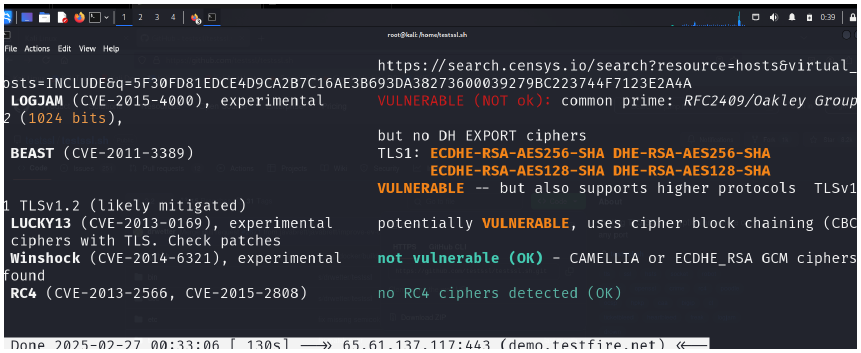 1 2 3 4 0:39
root@kali: /home/testssl.sh
File Actions Edit View Help
https://search.censys.io/search?resource=hosts&virtual_
osts=INCLUDE&q=5F30FD81EDCE4D9CA2B7C16AE3B693DA38273600039279BC223744F7123E2A4A
LOGJAM (CVE-2015-4000), experimental VULNERABLE (NOT ok): common prime: RFC2409/Oakley Group
2 (1024 bits),
but no DH EXPORT ciphers
BEAST (CVE-2011-3389) TLS1: ECDHE-RSA-AES256-SHA DHE-RSA-AES256-SHA
ECDHE-RSA-AES128-SHA DHE-RSA-AES128-SHA
VULNERABLE -- but also supports higher protocols TLSv1
1 TLSv1.2 (likely mitigated)
LUCKY13 (CVE-2013-0169), experimental potentially VULNERABLE, uses cipher block chaining (CBC
ciphers with TLS. Check patches
Winshock (CVE-2014-6321), experimental not vulnerable (OK) - CAMELLIA or ECDHE_RSA GCM ciphers
found
RC4 (CVE-2013-2566, CVE-2015-2808) no RC4 ciphers detected (OK)
Done 2025-02-27 00:33:06 [ 130s] -->> 65.61.137.117:443 (demo.testfire.net) <<--